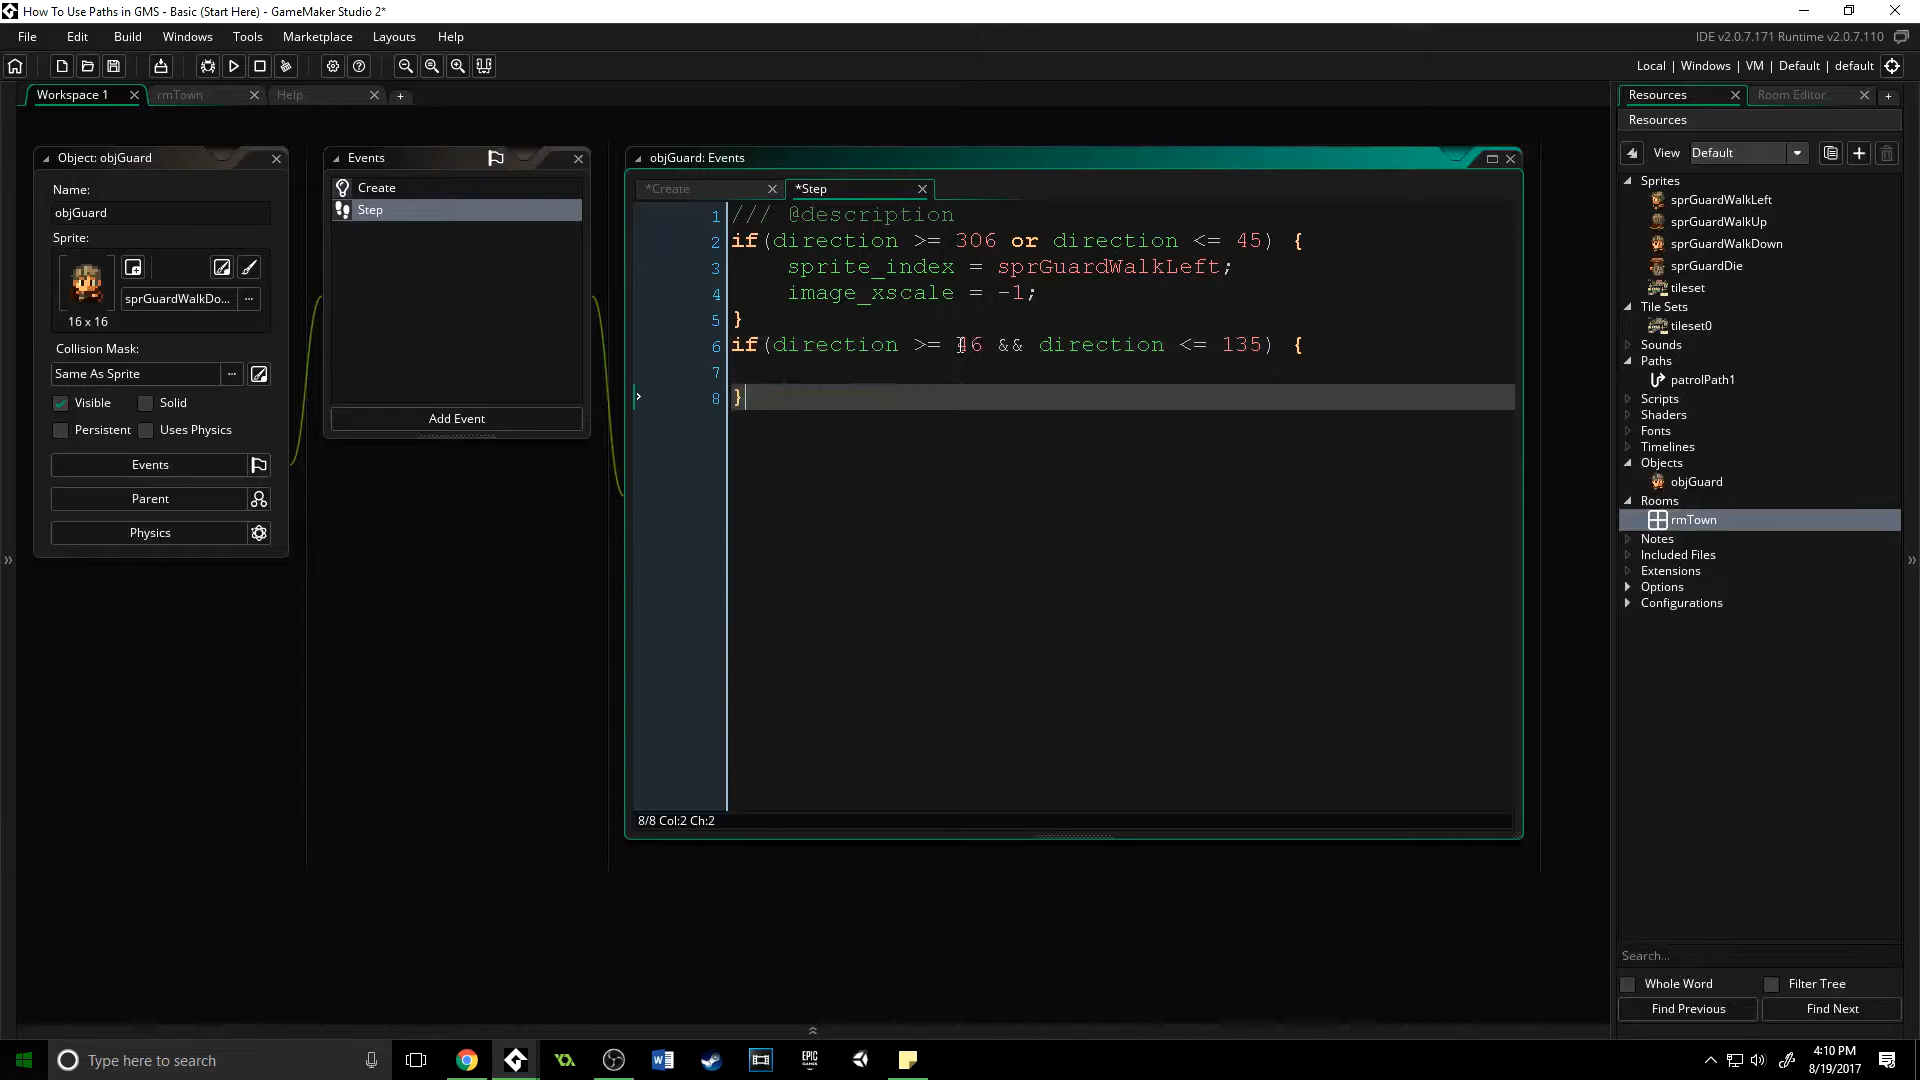 How To Use Paths in GMS - Basic (Start Here) - GameMaker Studio 2*
File Edit Build Windows Tools Marketplace Layouts Help
IDE v2.0.7.171 Runtime v2.0.7.110
Local | Windows | VM | Default | default
Workspace 1 rmTown Help
Resources Room Editor
Resources
View Default
Object: objGuard
Name:
objGuard
Sprite:
sprGuardWalkDo...
16 x 16
Collision Mask:
Same As Sprite
Visible Solid
Persistent Uses Physics
Events
Parent
Physics
Events
Create
Step
Add Event
objGuard: Events
*Create *Step
1 /// @description
2 if(direction >= 306 or direction <= 45) {
3 sprite_index = sprGuardWalkLeft;
4 image_xscale = -1;
5 }
6 if(direction >= 46 && direction <= 135) {
7
8 }
8/8 Col:2 Ch:2
Sprites
sprGuardWalkLeft
sprGuardWalkUp
sprGuardWalkDown
sprGuardDie
tileset
Tile Sets
tileset0
Sounds
Paths
patrolPath1
Scripts
Shaders
Fonts
Timelines
Objects
objGuard
Rooms
rmTown
Notes
Included Files
Extensions
Options
Configurations
Search...
Whole Word Filter Tree
Find Previous Find Next
Type here to search
EPIC GAMES
4:10 PM
8/19/2017